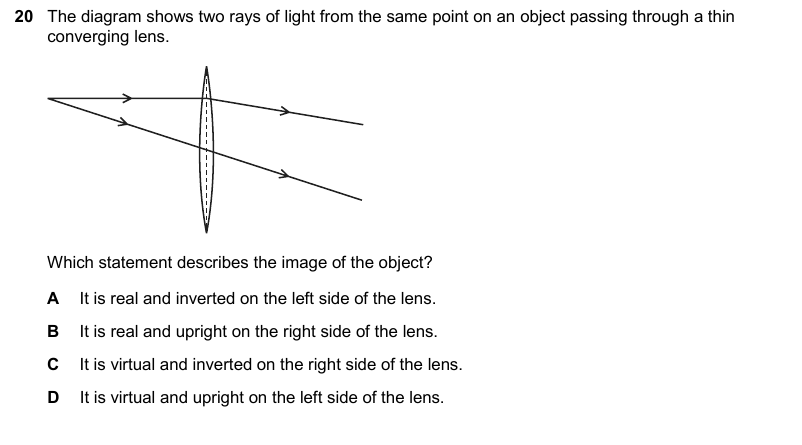 20 The diagram shows two rays of light from the same point on an object passing through a thin
converging lens.
Which statement describes the image of the object?
A It is real and inverted on the left side of the lens.
B It is real and upright on the right side of the lens.
C It is virtual and inverted on the right side of the lens.
D It is virtual and upright on the left side of the lens.